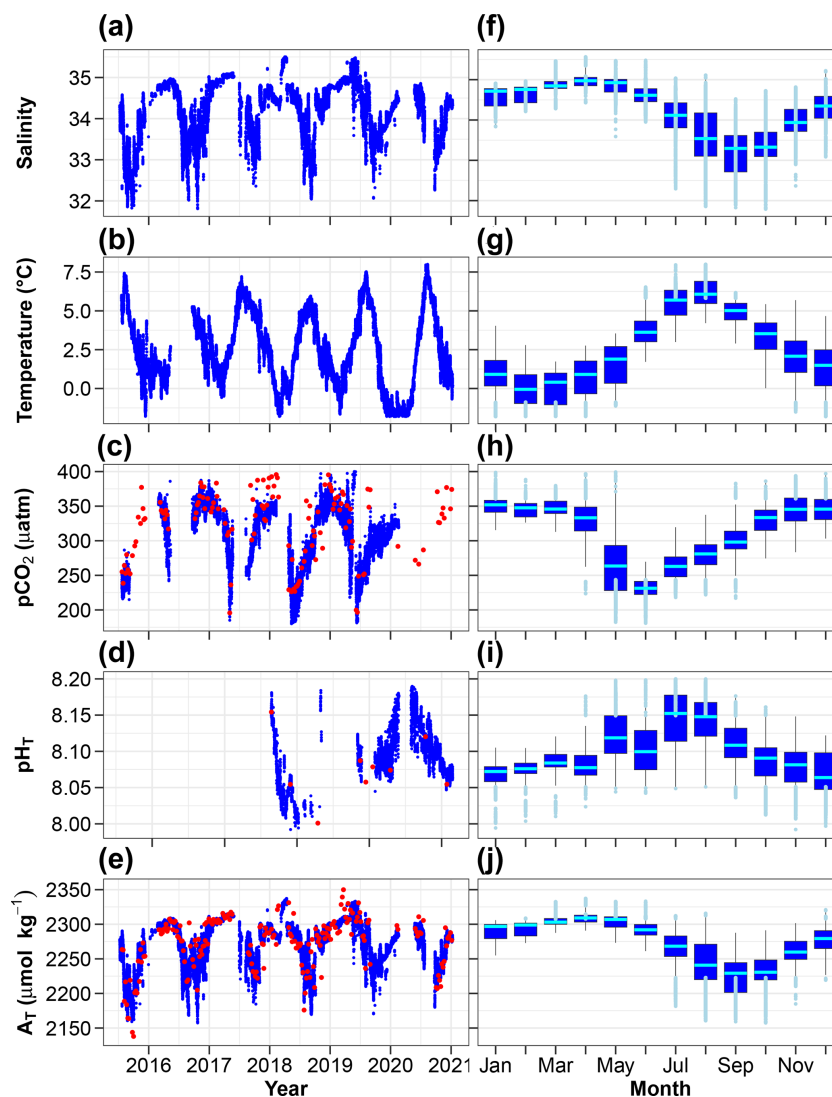 (a) (f)
Salinity
35
34
33
32
(b) (g)
Temperature (°C)
7.5
5.0
2.5
0.0
(c) (h)
pCO₂ (µatm)
400
350
300
250
200
(d) (i)
pH_T
8.20
8.15
8.10
8.05
8.00
(e) (j)
A_T (µmol kg⁻¹)
2350
2300
2250
2200
2150
2016 2017 2018 2019 2020 2021 Jan Mar May Jul Sep Nov
Year Month